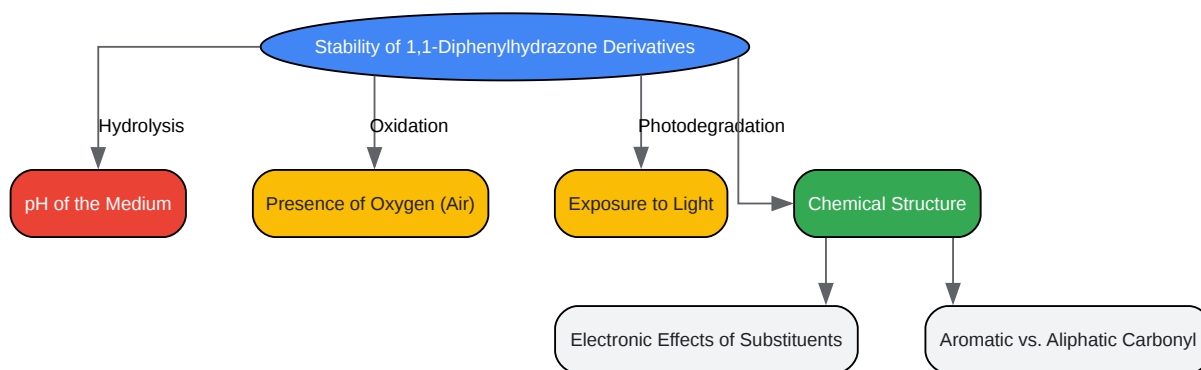 Stability of 1,1-Diphenylhydrazone Derivatives
Hydrolysis
Oxidation
Photodegradation
pH of the Medium
Presence of Oxygen (Air)
Exposure to Light
Chemical Structure
Electronic Effects of Substituents
Aromatic vs. Aliphatic Carbonyl